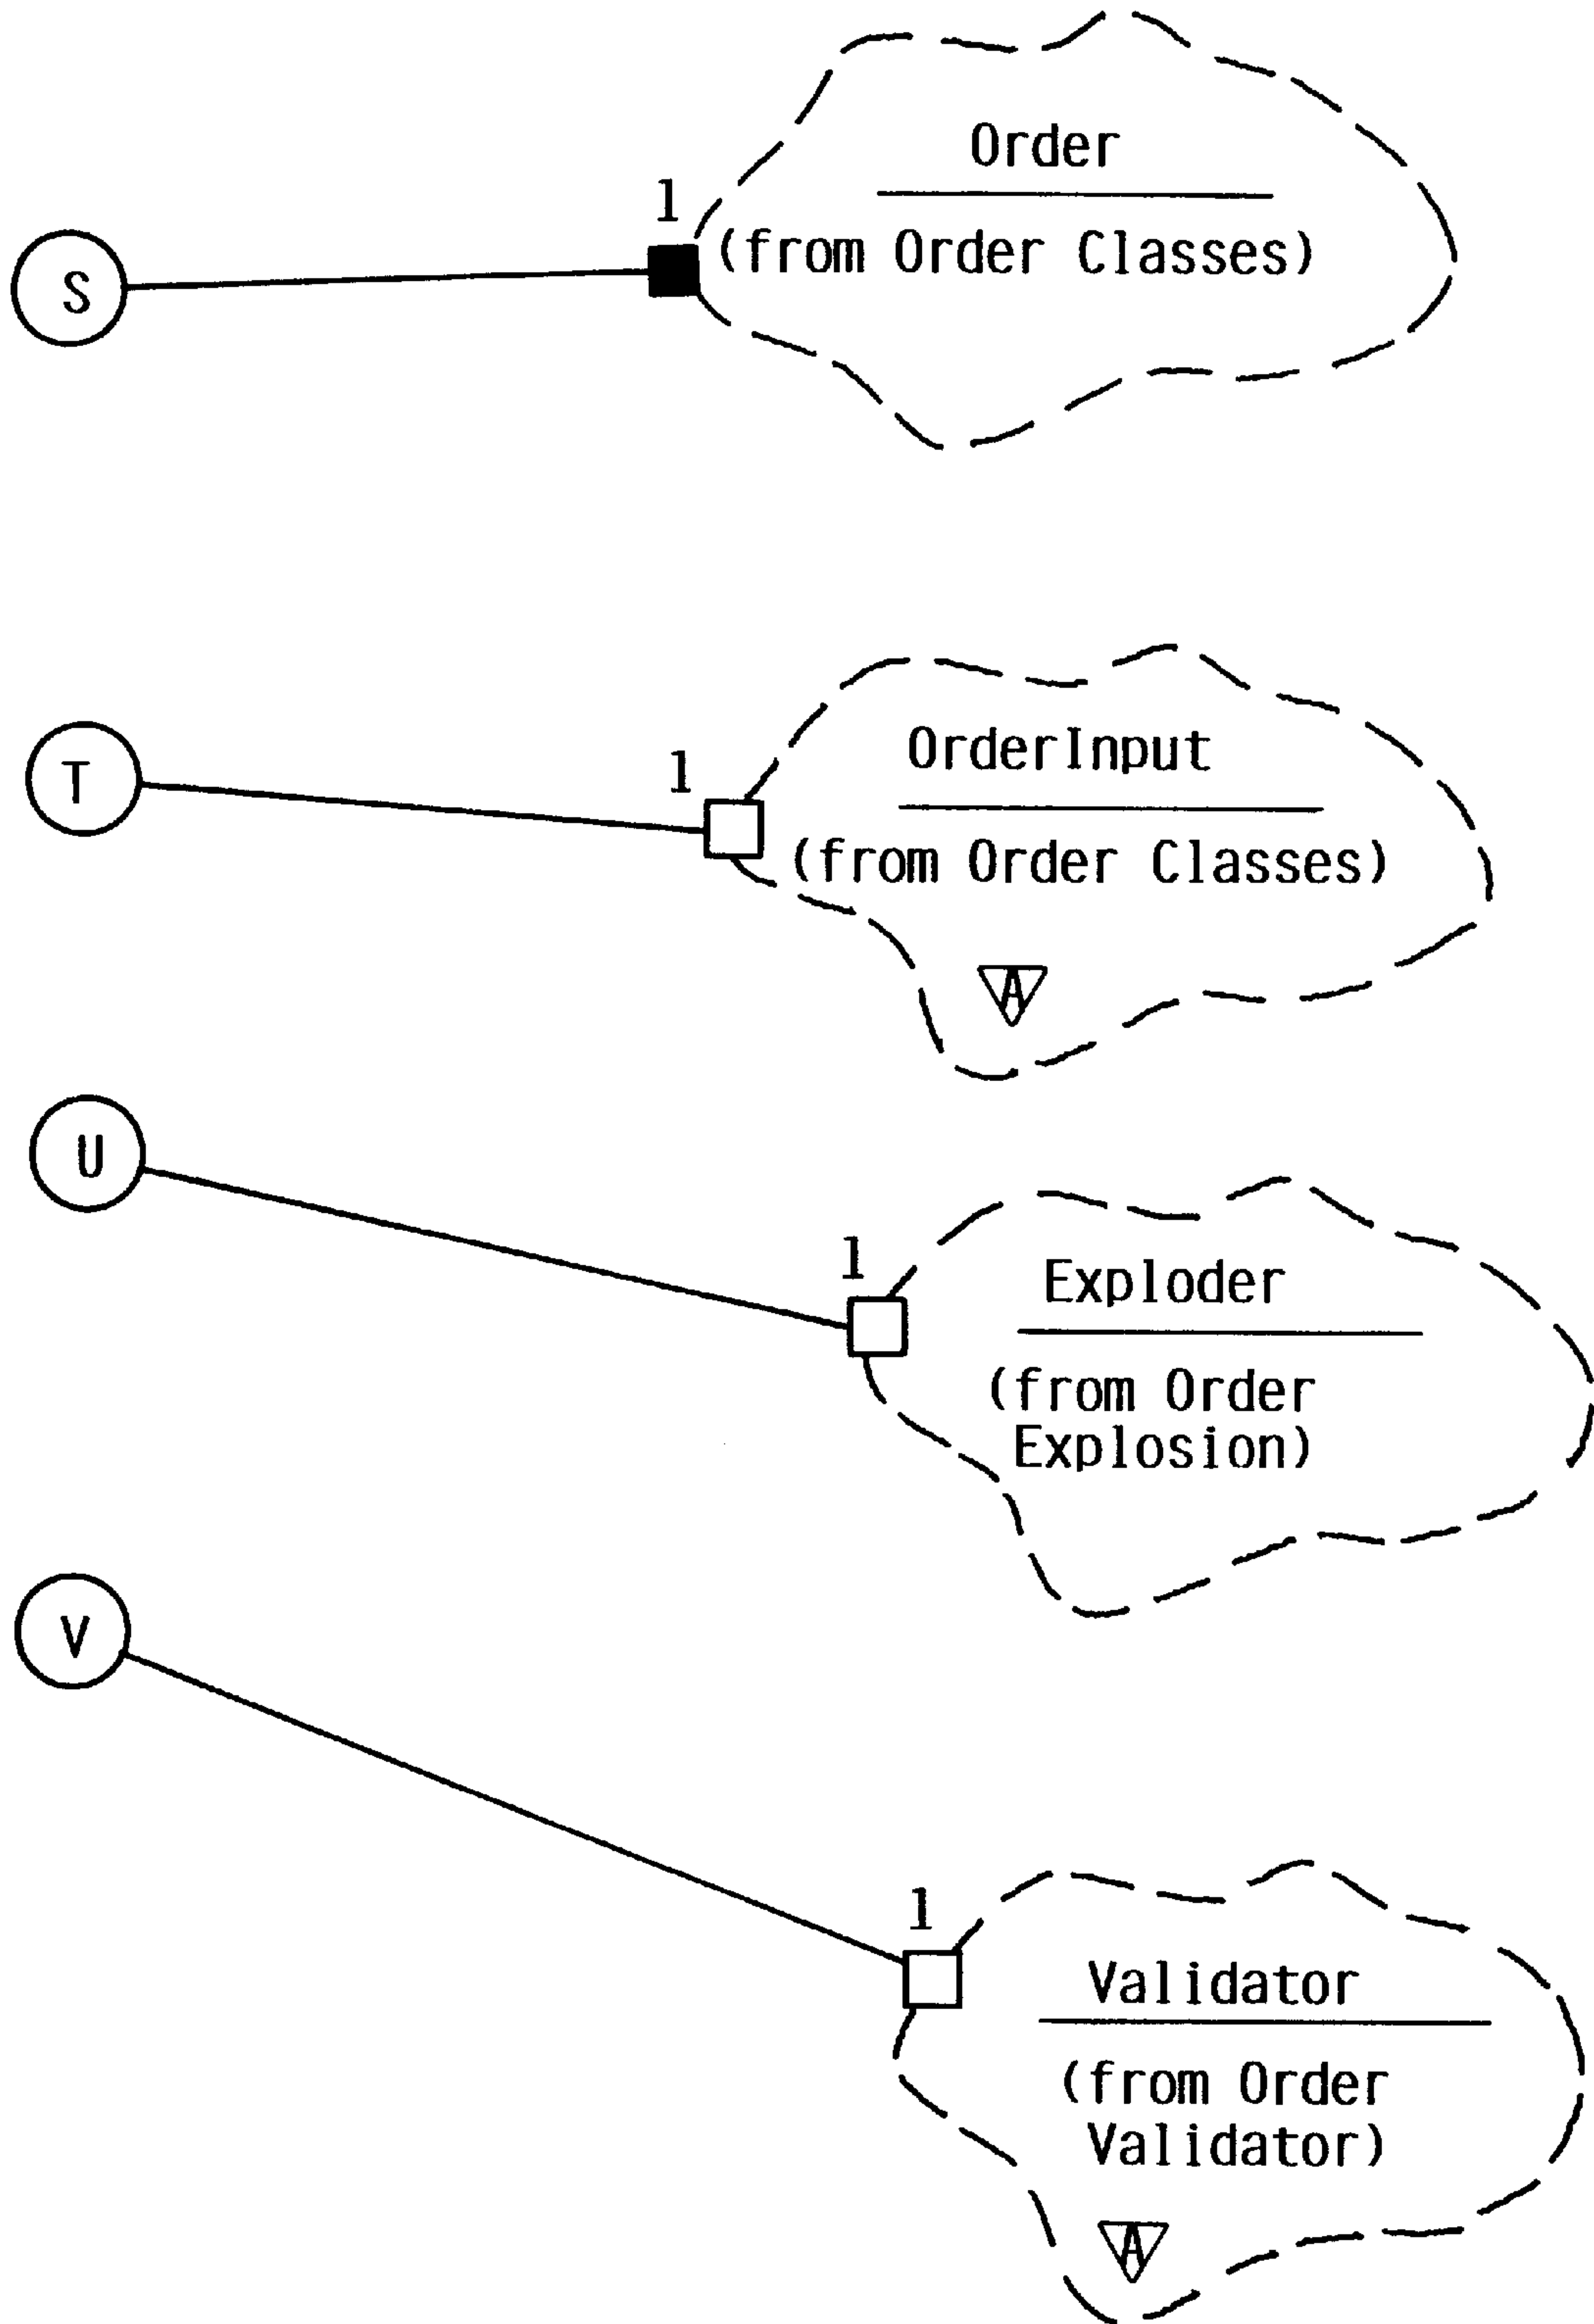 Order
1
S
(from Order Classes)
OrderInput
1
T
(from Order Classes)
A
U
1
Exploder
(from Order
Explosion)
V
1
Validator
(from Order
Validator)
A